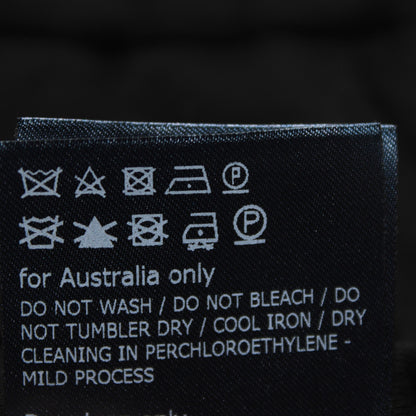 P
P
for Australia only
DO NOT WASH / DO NOT BLEACH / DO
NOT TUMBLER DRY / COOL IRON / DRY
CLEANING IN PERCHLOROETHYLENE -
MILD PROCESS
only